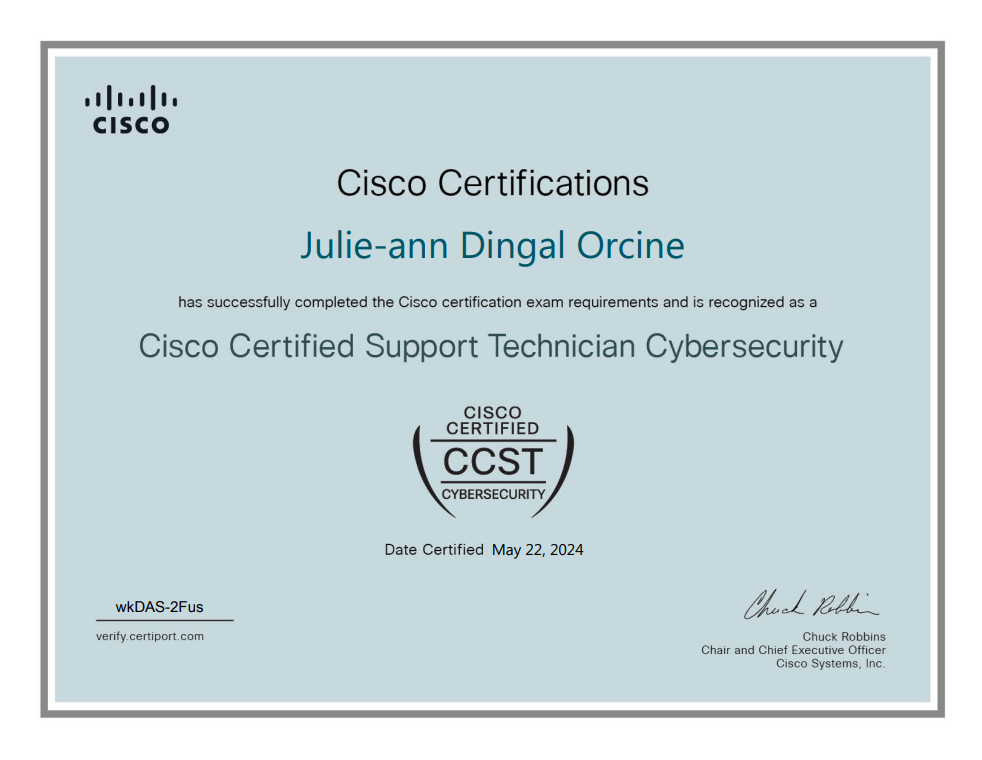 CISCO
Cisco Certifications
Julie-ann Dingal Orcine
has successfully completed the Cisco certification exam requirements and is recognized as a
Cisco Certified Support Technician Cybersecurity
CISCO
CERTIFIED
CCST
CYBERSECURITY
Date Certified May 22, 2024
wkDAS-2Fus
verify.certiport.com
Chuck Robbins
Chuck Robbins
Chair and Chief Executive Officer
Cisco Systems, Inc.